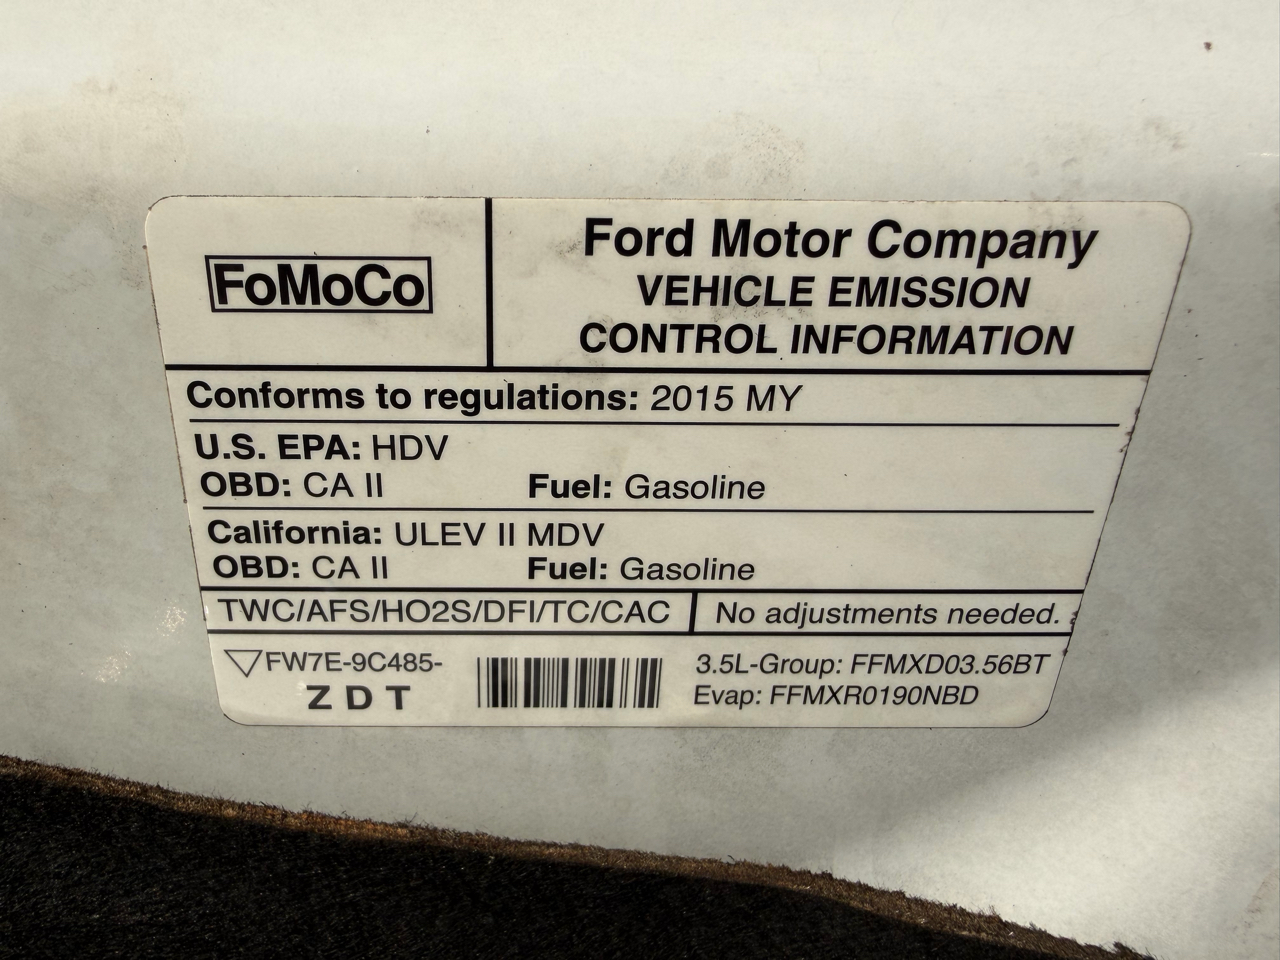 FoMoCo
Ford Motor Company
VEHICLE EMISSION
CONTROL INFORMATION
Conforms to regulations: 2015 MY
U.S. EPA: HDV
OBD: CA II Fuel: Gasoline
California: ULEV II MDV
OBD: CA II Fuel: Gasoline
TWC/AFS/HO2S/DFI/TC/CAC No adjustments needed.
FW7E-9C485-
Z D T
3.5L-Group: FFMXD03.56BT
Evap: FFMXR0190NBD